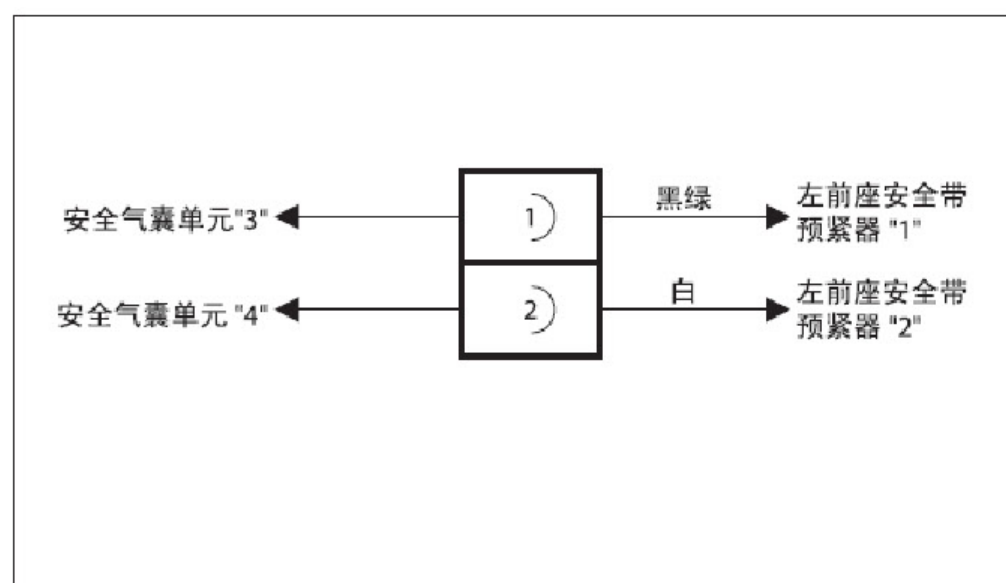 安全气囊单元"3"
1
黑绿
左前座安全带
预紧器 "1"
安全气囊单元 "4"
2
白
左前座安全带
预紧器 "2"